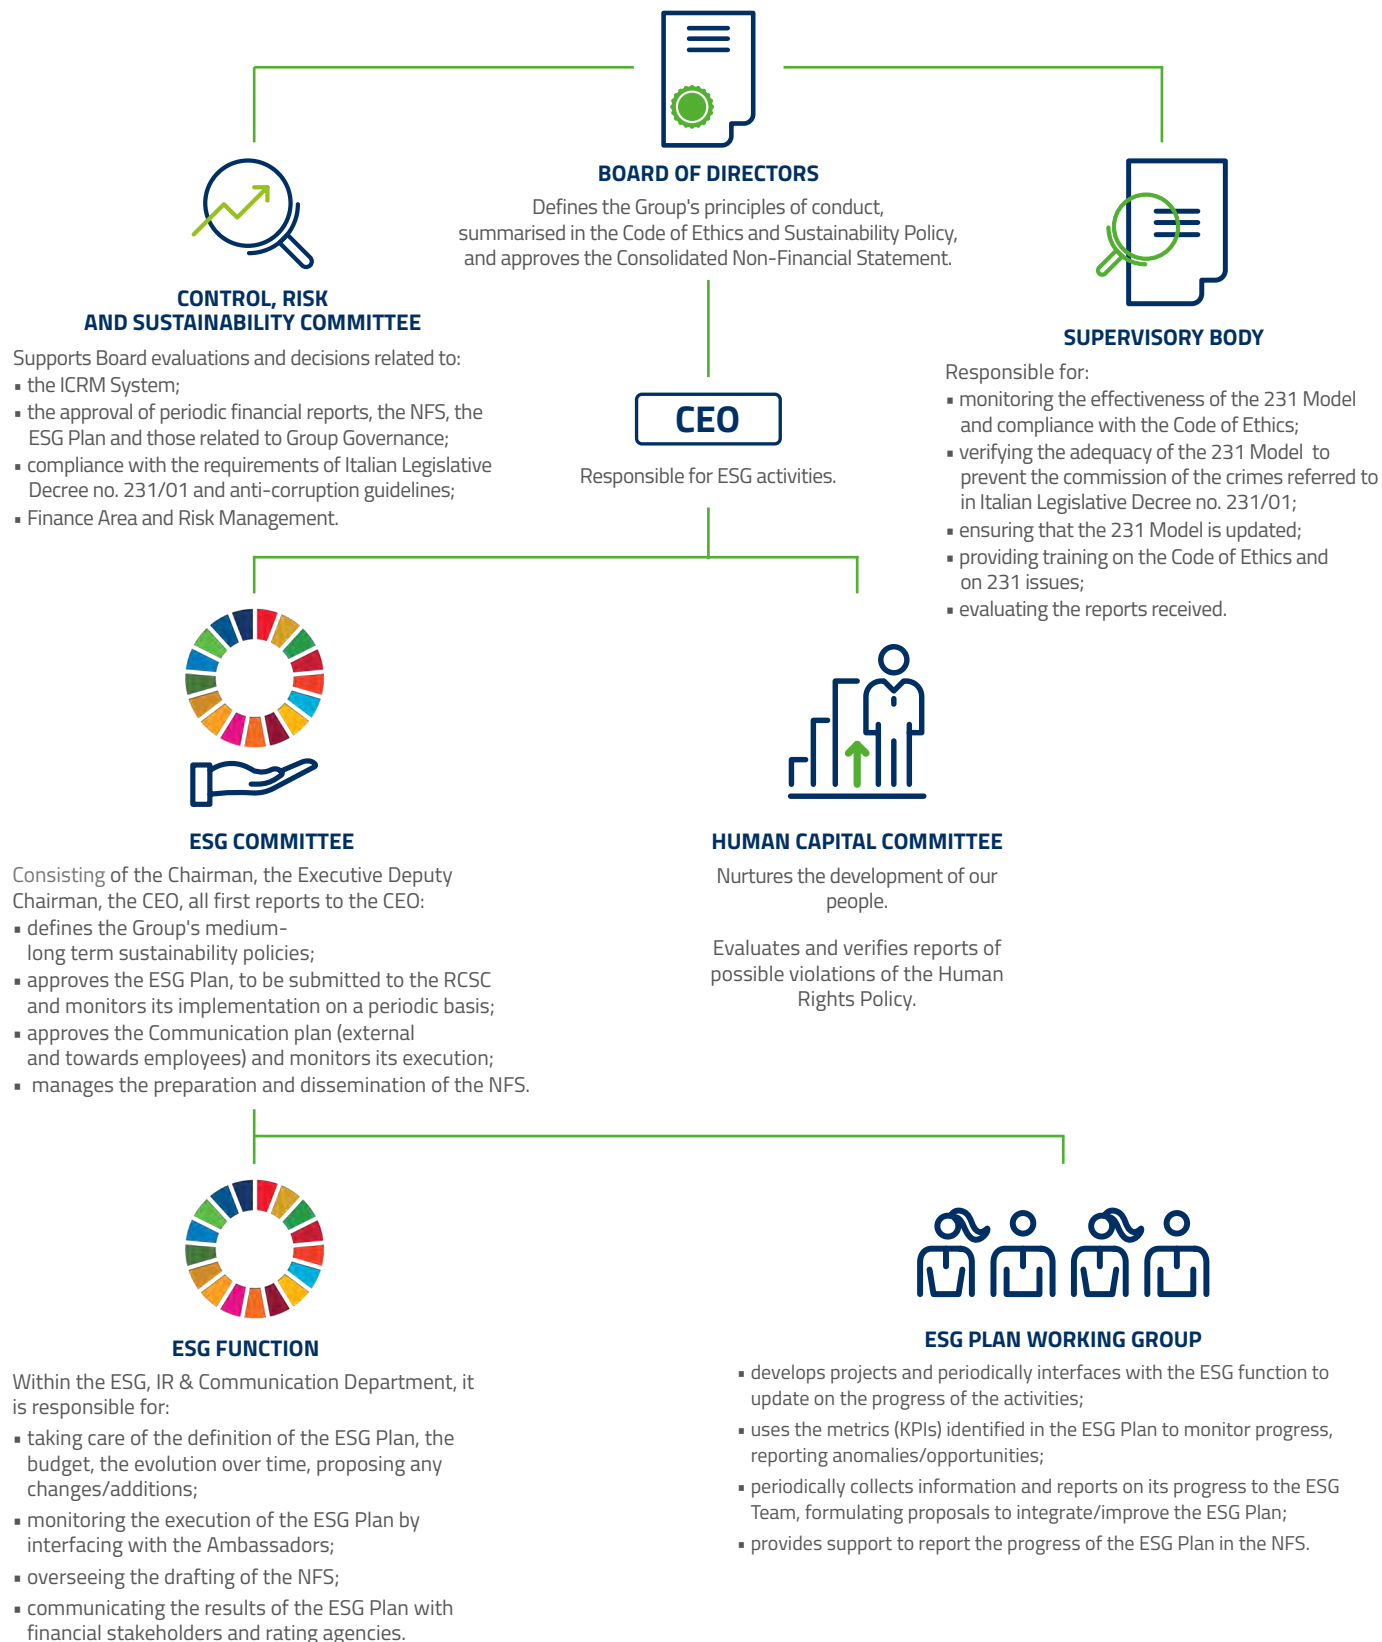 BOARD OF DIRECTORS
Defines the Group's principles of conduct,
summarised in the Code of Ethics and Sustainability Policy,
and approves the Consolidated Non-Financial Statement.
CONTROL, RISK
AND SUSTAINABILITY COMMITTEE
Supports Board evaluations and decisions related to:
▪ the ICRM System;
▪ the approval of periodic financial reports, the NFS, the
ESG Plan and those related to Group Governance;
▪ compliance with the requirements of Italian Legislative
Decree no. 231/01 and anti-corruption guidelines;
▪ Finance Area and Risk Management.
SUPERVISORY BODY
Responsible for:
▪ monitoring the effectiveness of the 231 Model
and compliance with the Code of Ethics;
▪ verifying the adequacy of the 231 Model to
prevent the commission of the crimes referred to
in Italian Legislative Decree no. 231/01;
▪ ensuring that the 231 Model is updated;
▪ providing training on the Code of Ethics and
on 231 issues;
▪ evaluating the reports received.
CEO
Responsible for ESG activities.
ESG COMMITTEE
Consisting of the Chairman, the Executive Deputy
Chairman, the CEO, all first reports to the CEO:
▪ defines the Group's medium-
long term sustainability policies;
▪ approves the ESG Plan, to be submitted to the RCSC
and monitors its implementation on a periodic basis;
▪ approves the Communication plan (external
and towards employees) and monitors its execution;
▪ manages the preparation and dissemination of the NFS.
HUMAN CAPITAL COMMITTEE
Nurtures the development of our
people.
Evaluates and verifies reports of
possible violations of the Human
Rights Policy.
ESG FUNCTION
Within the ESG, IR & Communication Department, it
is responsible for:
▪ taking care of the definition of the ESG Plan, the
budget, the evolution over time, proposing any
changes/additions;
▪ monitoring the execution of the ESG Plan by
interfacing with the Ambassadors;
▪ overseeing the drafting of the NFS;
▪ communicating the results of the ESG Plan with
financial stakeholders and rating agencies.
ESG PLAN WORKING GROUP
▪ develops projects and periodically interfaces with the ESG function to
update on the progress of the activities;
▪ uses the metrics (KPIs) identified in the ESG Plan to monitor progress,
reporting anomalies/opportunities;
▪ periodically collects information and reports on its progress to the ESG
Team, formulating proposals to integrate/improve the ESG Plan;
▪ provides support to report the progress of the ESG Plan in the NFS.